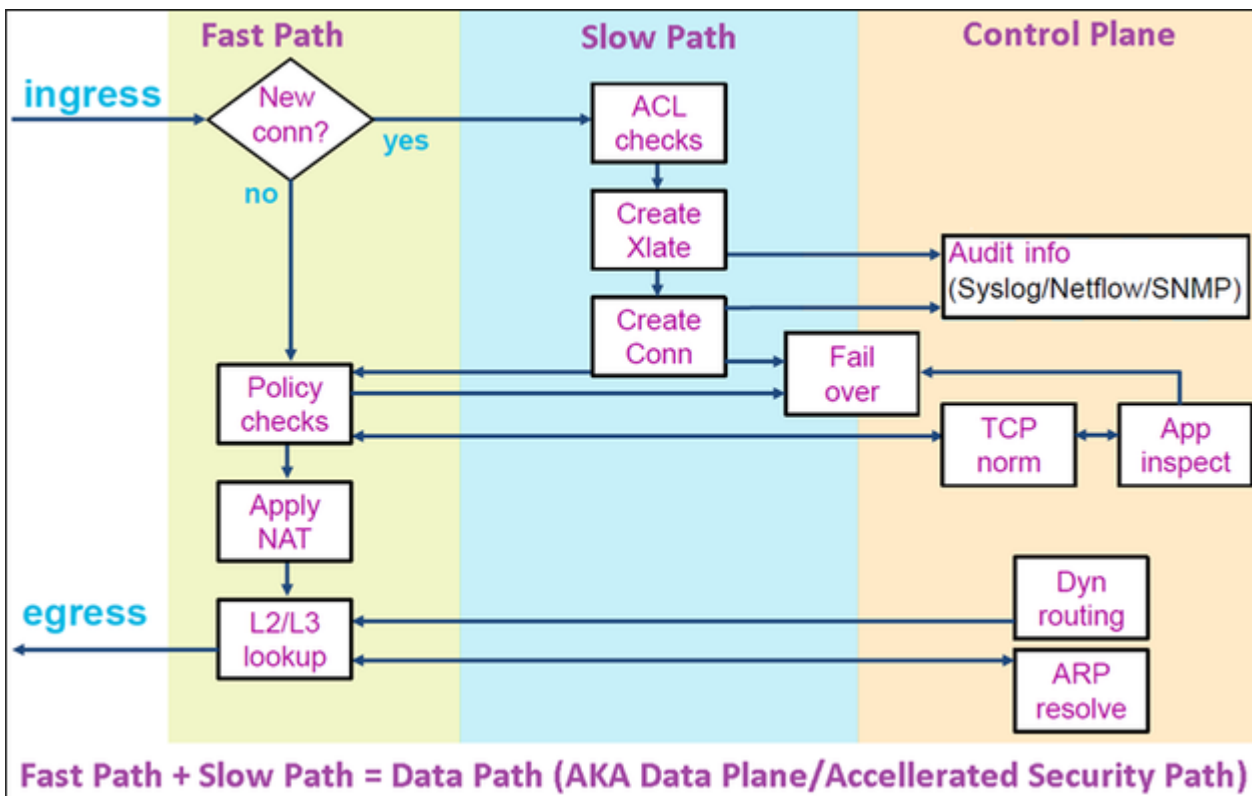 Fast Path
Slow Path
Control Plane
ingress
New
conn?
yes
no
ACL
checks
Create
Xlate
Audit info
(Syslog/Netflow/SNMP)
Create
Conn
Fail
over
Policy
checks
TCP
norm
App
inspect
Apply
NAT
Dyn
routing
egress
L2/L3
lookup
ARP
resolve
Fast Path + Slow Path = Data Path (AKA Data Plane/Accellerated Security Path)